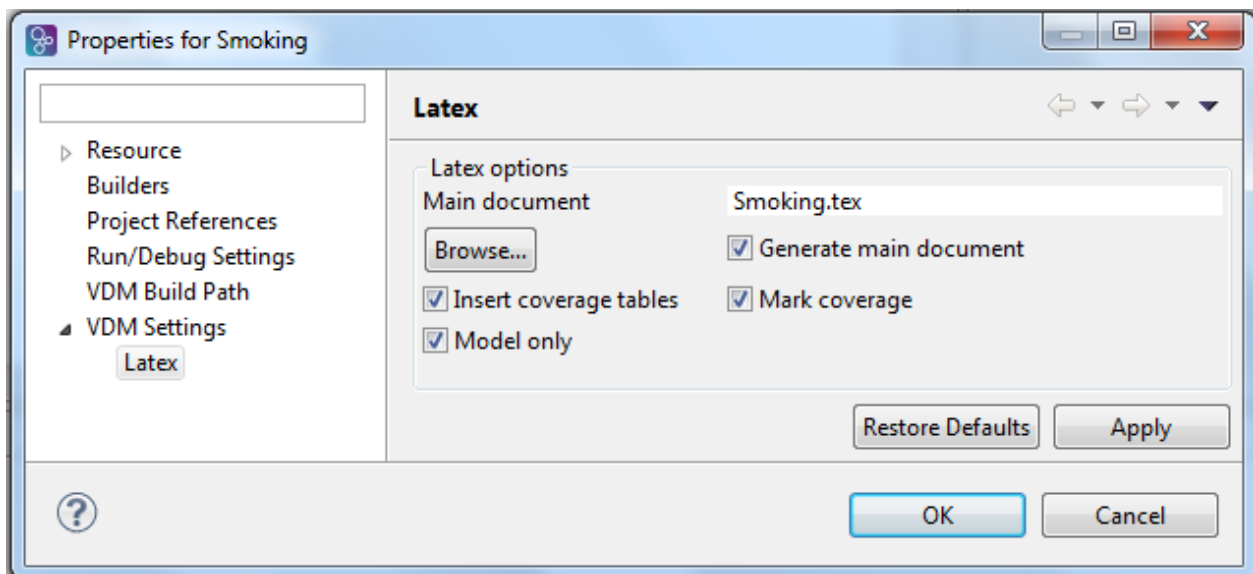 Properties for Smoking
Resource
Builders
Project References
Run/Debug Settings
VDM Build Path
VDM Settings
Latex
Latex
Latex options
Main document Smoking.tex
Browse... Generate main document
Insert coverage tables Mark coverage
Model only
Restore Defaults Apply
? OK Cancel